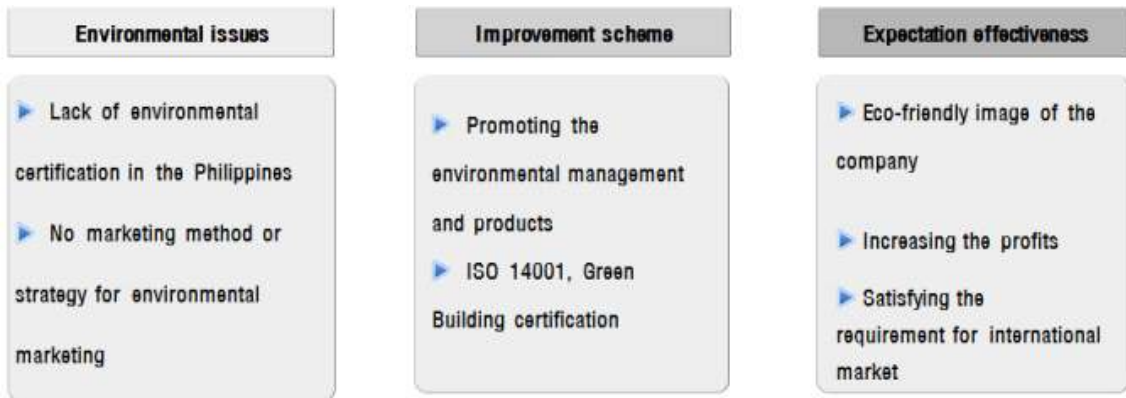 Environmental issues
Lack of environmental
certification in the Philippines
No marketing method or
strategy for environmental
marketing
Improvement scheme
Promoting the
environmental management
and products
ISO 14001, Green
Building certification
Expectation effectiveness
Eco-friendly image of the
company
Increasing the profits
Satisfying the
requirement for international
market